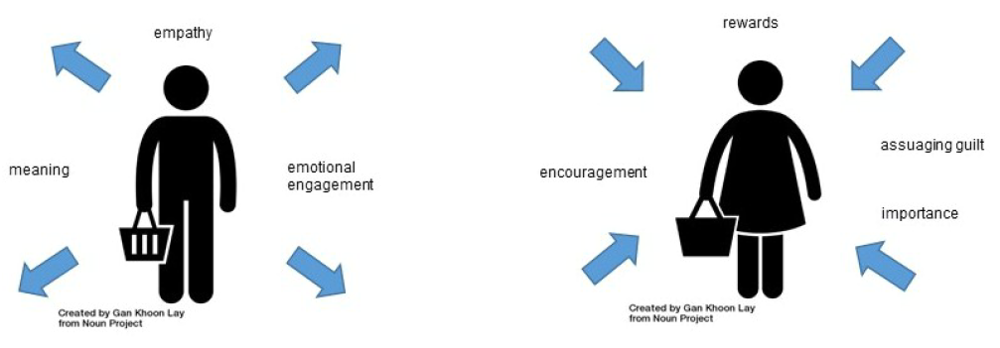 empathy
meaning
emotional
engagement
Created by Gan Khoon Lay
from Noun Project
rewards
encouragement
assuaging guilt
importance
Created by Gan Khoon Lay
from Noun Project